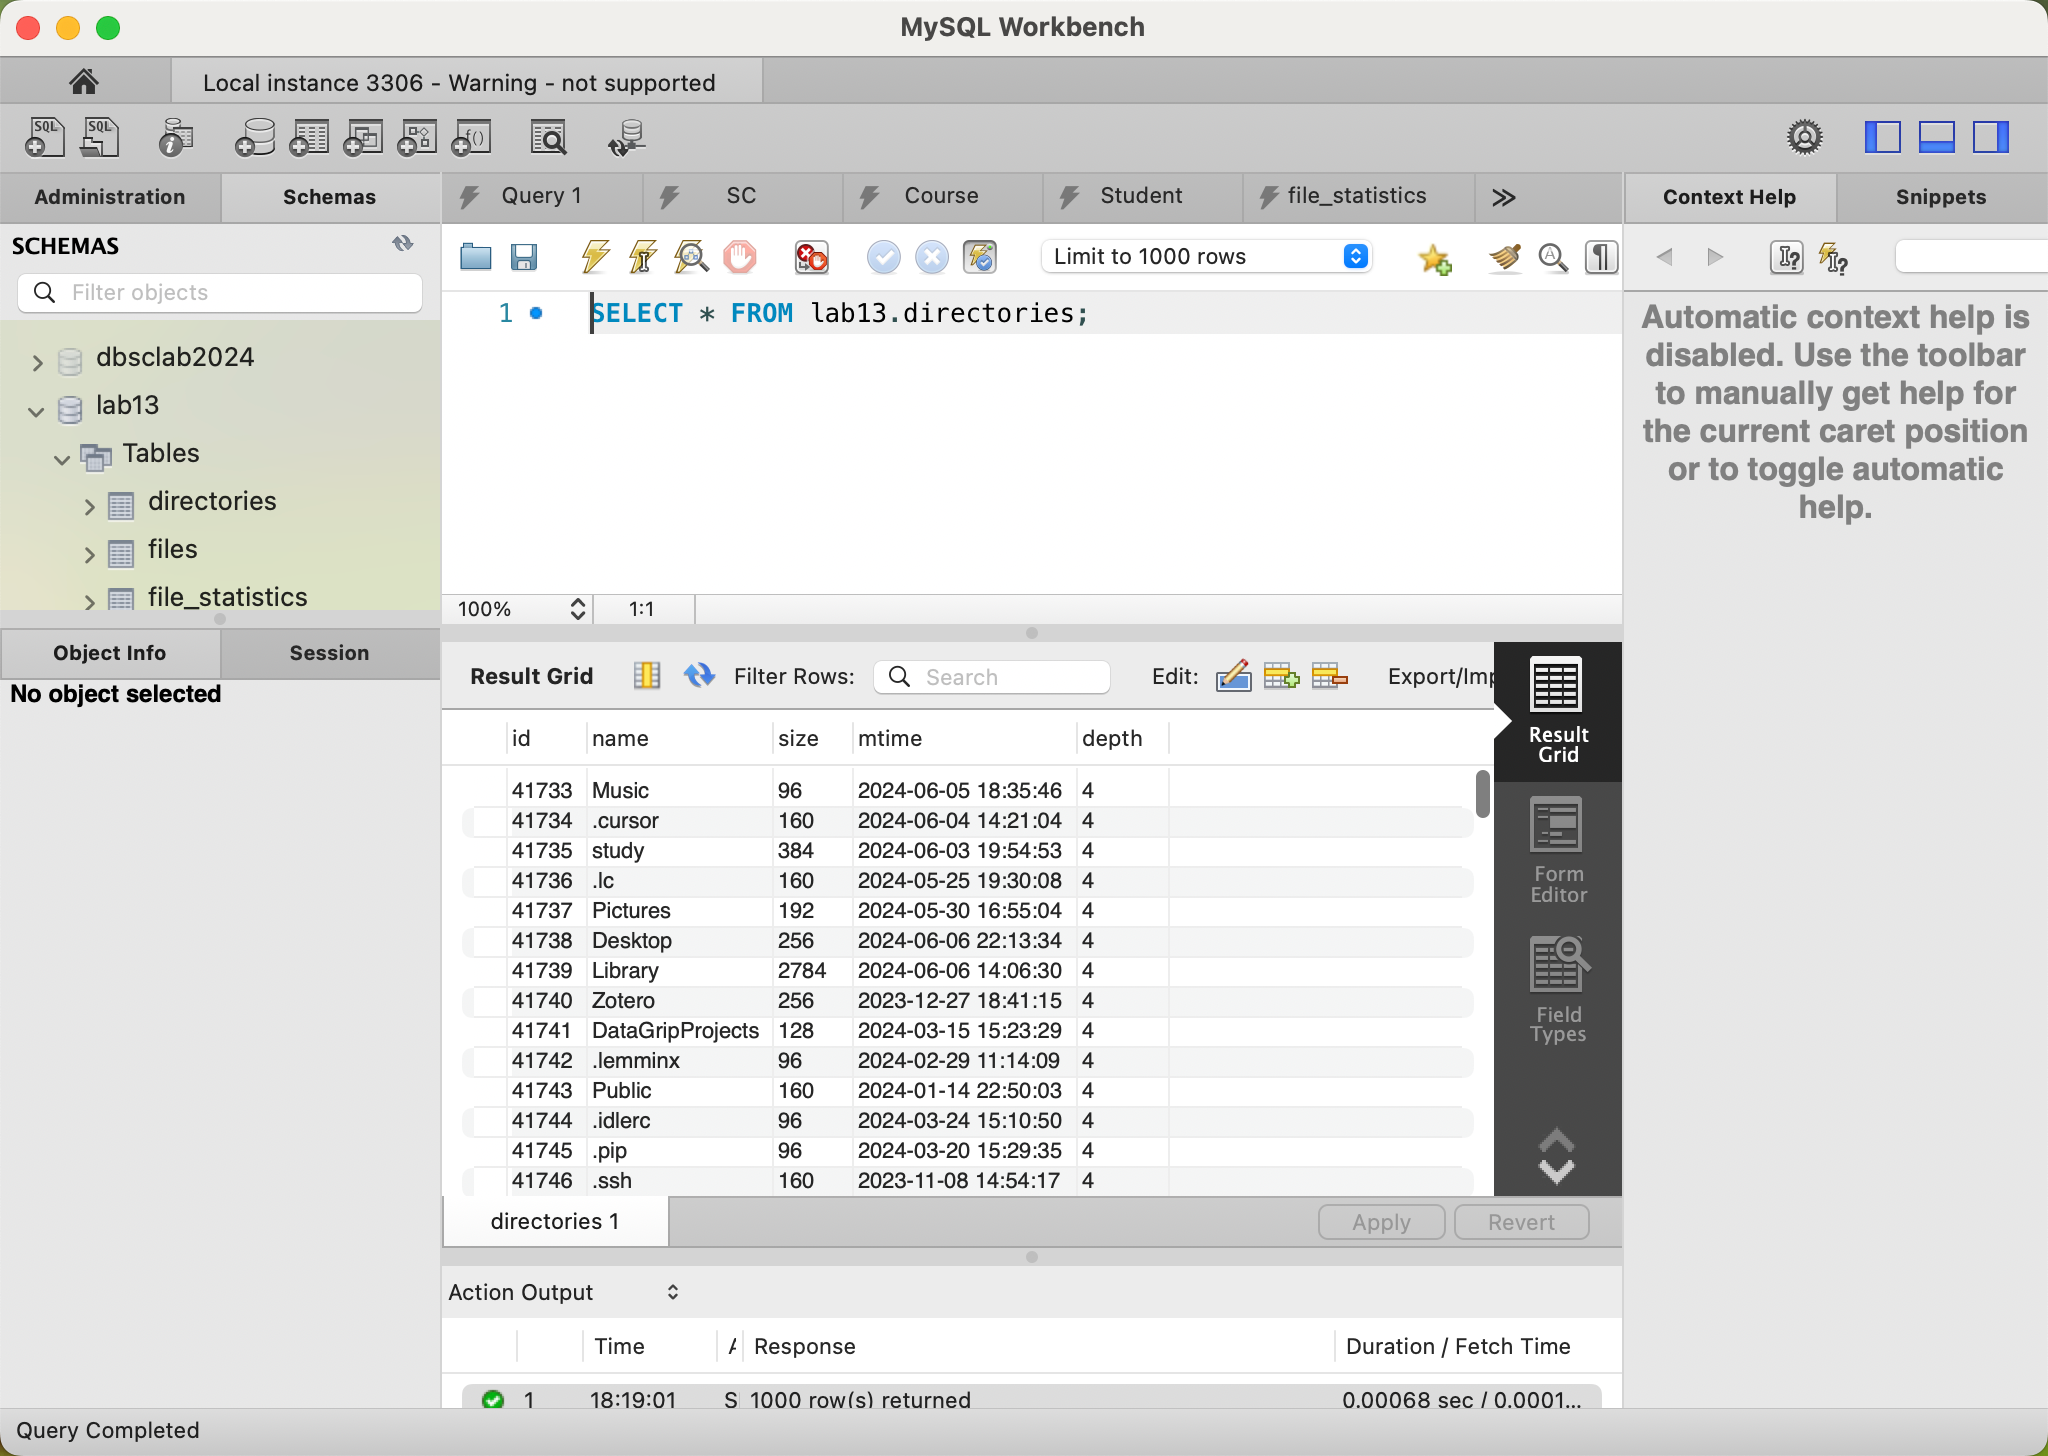 MySQL Workbench
Local instance 3306 - Warning - not supported
SQL SQL f()
Administration Schemas
Query 1 SC Course Student file_statistics
Context Help Snippets
SCHEMAS
Filter objects
dbsclab2024
lab13
Tables
directories
files
file_statistics
Object Info Session
No object selected
Limit to 1000 rows
1 SELECT * FROM lab13.directories;
100% 1:1
Automatic context help is
disabled. Use the toolbar
to manually get help for
the current caret position
or to toggle automatic
help.
Result Grid Filter Rows: Search Edit: Export/Imp
id name size mtime depth
41733 Music 96 2024-06-05 18:35:46 4
41734 .cursor 160 2024-06-04 14:21:04 4
41735 study 384 2024-06-03 19:54:53 4
41736 .lc 160 2024-05-25 19:30:08 4
41737 Pictures 192 2024-05-30 16:55:04 4
41738 Desktop 256 2024-06-06 22:13:34 4
41739 Library 2784 2024-06-06 14:06:30 4
41740 Zotero 256 2023-12-27 18:41:15 4
41741 DataGripProjects 128 2024-03-15 15:23:29 4
41742 .lemminx 96 2024-02-29 11:14:09 4
41743 Public 160 2024-01-14 22:50:03 4
41744 .idlerc 96 2024-03-24 15:10:50 4
41745 .pip 96 2024-03-20 15:29:35 4
41746 .ssh 160 2023-11-08 14:54:17 4
Result
Grid
Form
Editor
Field
Types
directories 1 Apply Revert
Action Output
Time A Response Duration / Fetch Time
1 18:19:01 S 1000 row(s) returned 0.00068 sec / 0.0001...
Query Completed